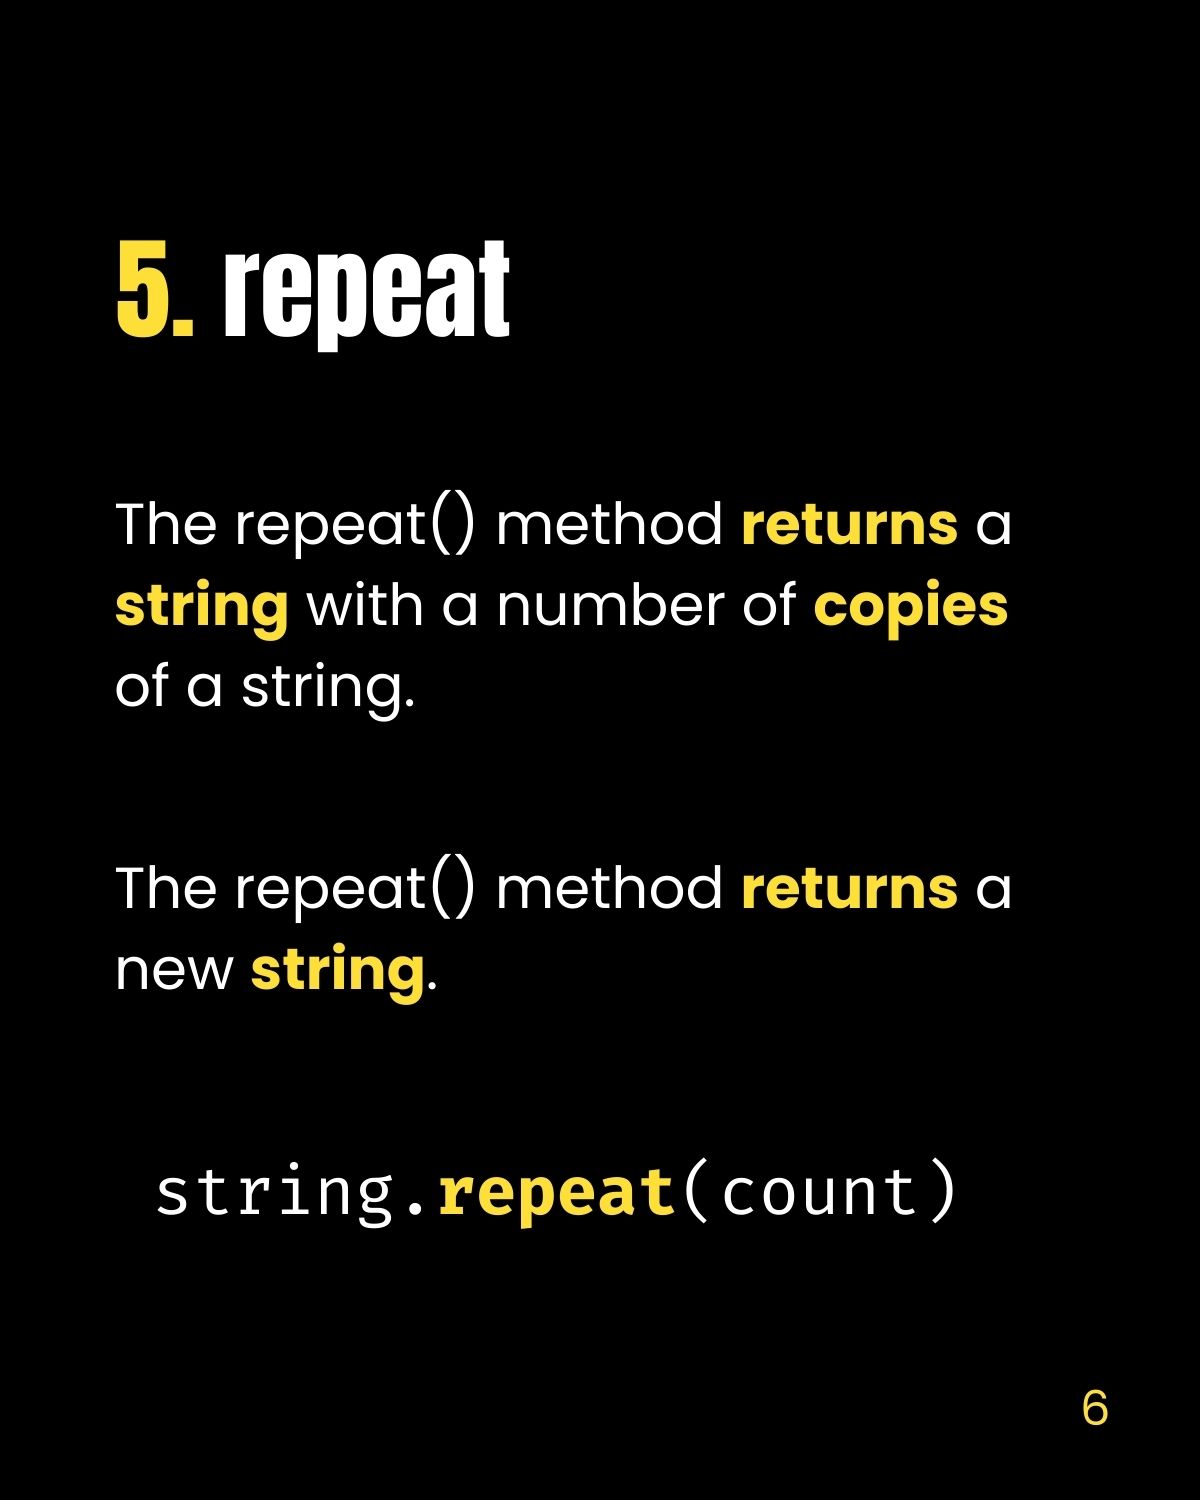 5. repeat
The repeat() method returns a
string with a number of copies
of a string.
The repeat() method returns a
new string.
string.repeat(count)
6